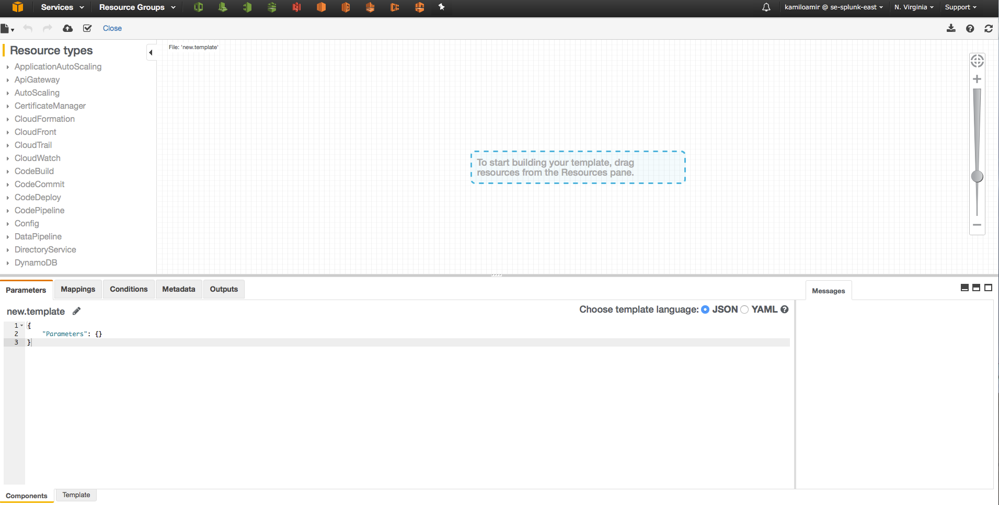 Services Resource Groups kamiloamir @ se-splunk-east N. Virginia Support
Close
Resource types
File: 'new.template'
ApplicationAutoScaling
ApiGateway
AutoScaling
CertificateManager
CloudFormation
CloudFront
CloudTrail
CloudWatch
CodeBuild
CodeCommit
CodeDeploy
CodePipeline
Config
DataPipeline
DirectoryService
DynamoDB
To start building your template, drag
resources from the Resources pane.
Parameters Mappings Conditions Metadata Outputs
Messages
new.template
Choose template language: JSON YAML
1 {
2 "Parameters": {}
3 }
Components Template